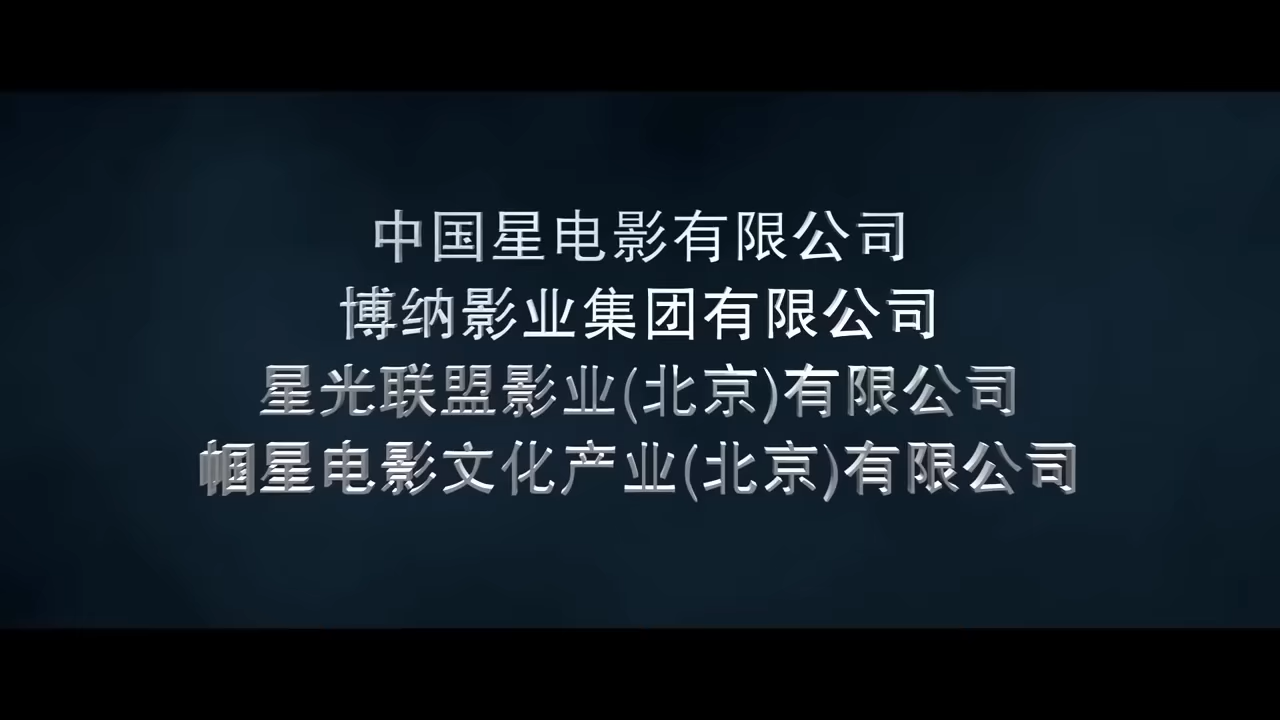 中国星电影有限公司
博纳影业集团有限公司
星光联盟影业(北京)有限公司
帼星电影文化产业(北京)有限公司